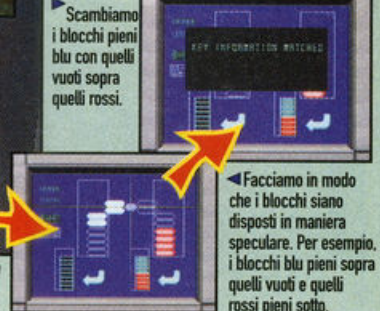 Scambiamo
i blocchi pieni
blu con quelli
vuoti sopra
quelli rossi.
KEY INFORMATION MATCHED
Facciamo in modo
che i blocchi siano
disposti in maniera
speculare. Per esempio,
i blocchi blu pieni sopra
quelli vuoti e quelli
rossi pieni sotto.